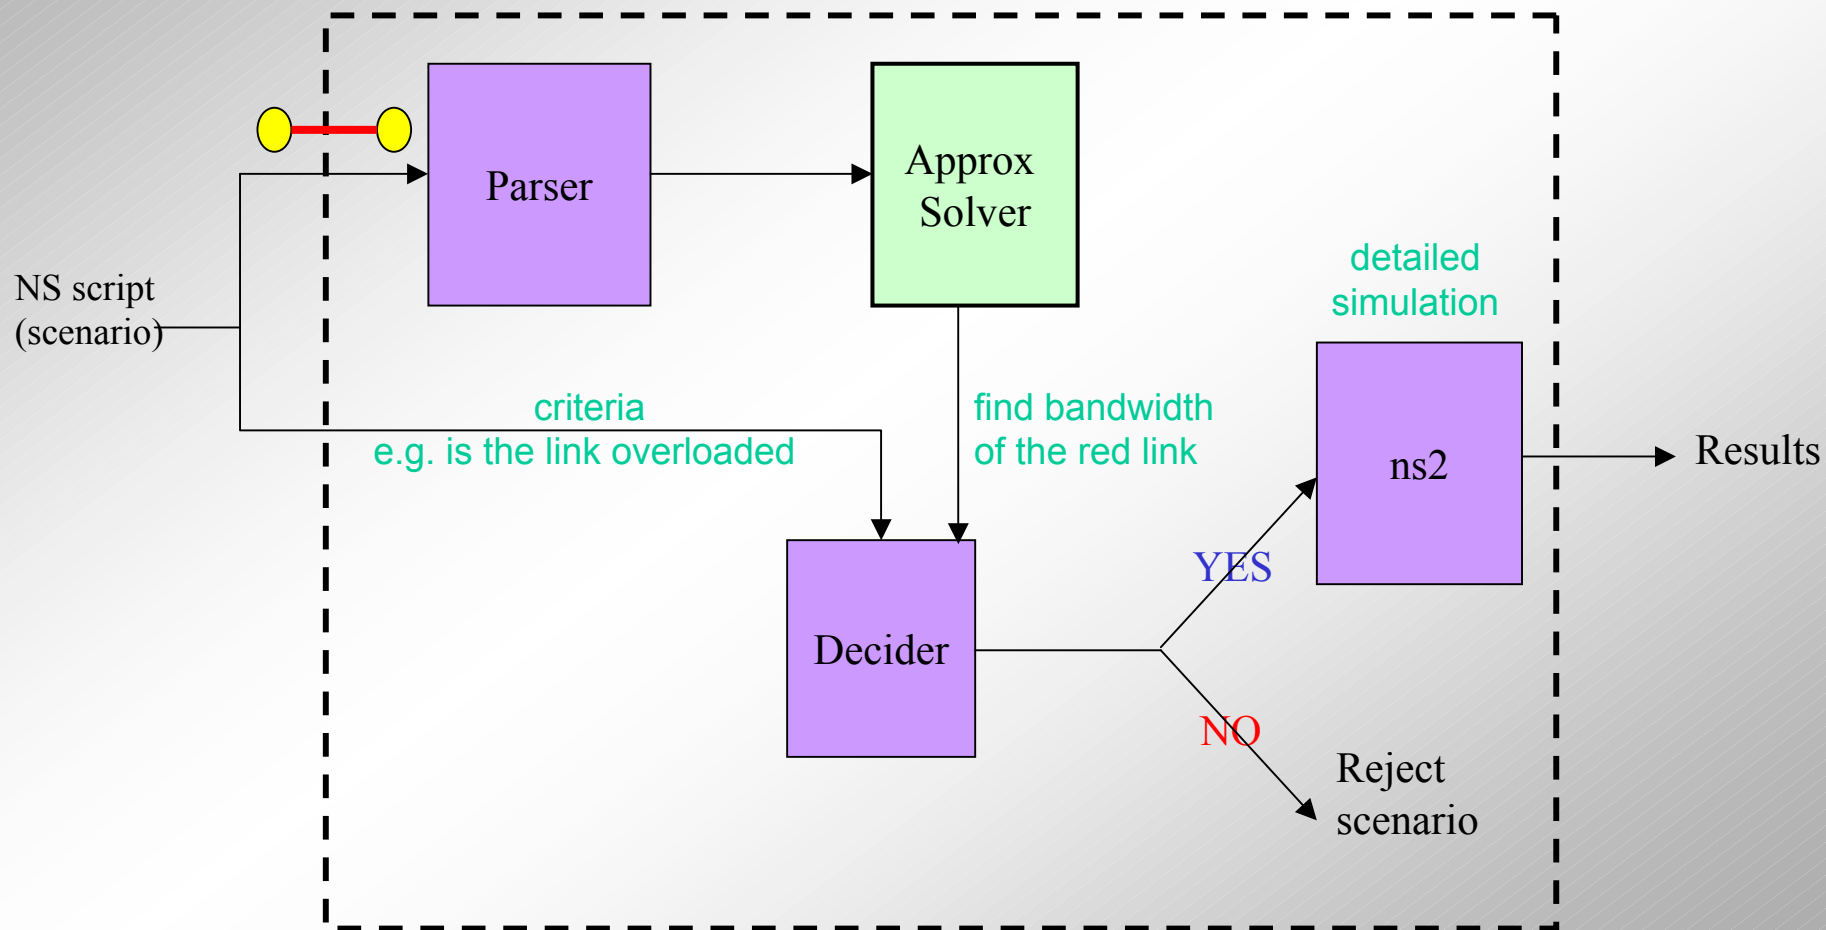 Parser
Approx
Solver
NS script
(scenario)
detailed
simulation
criteria
e.g. is the link overloaded
find bandwidth
of the red link
ns2
Results
YES
Decider
NO
Reject
scenario